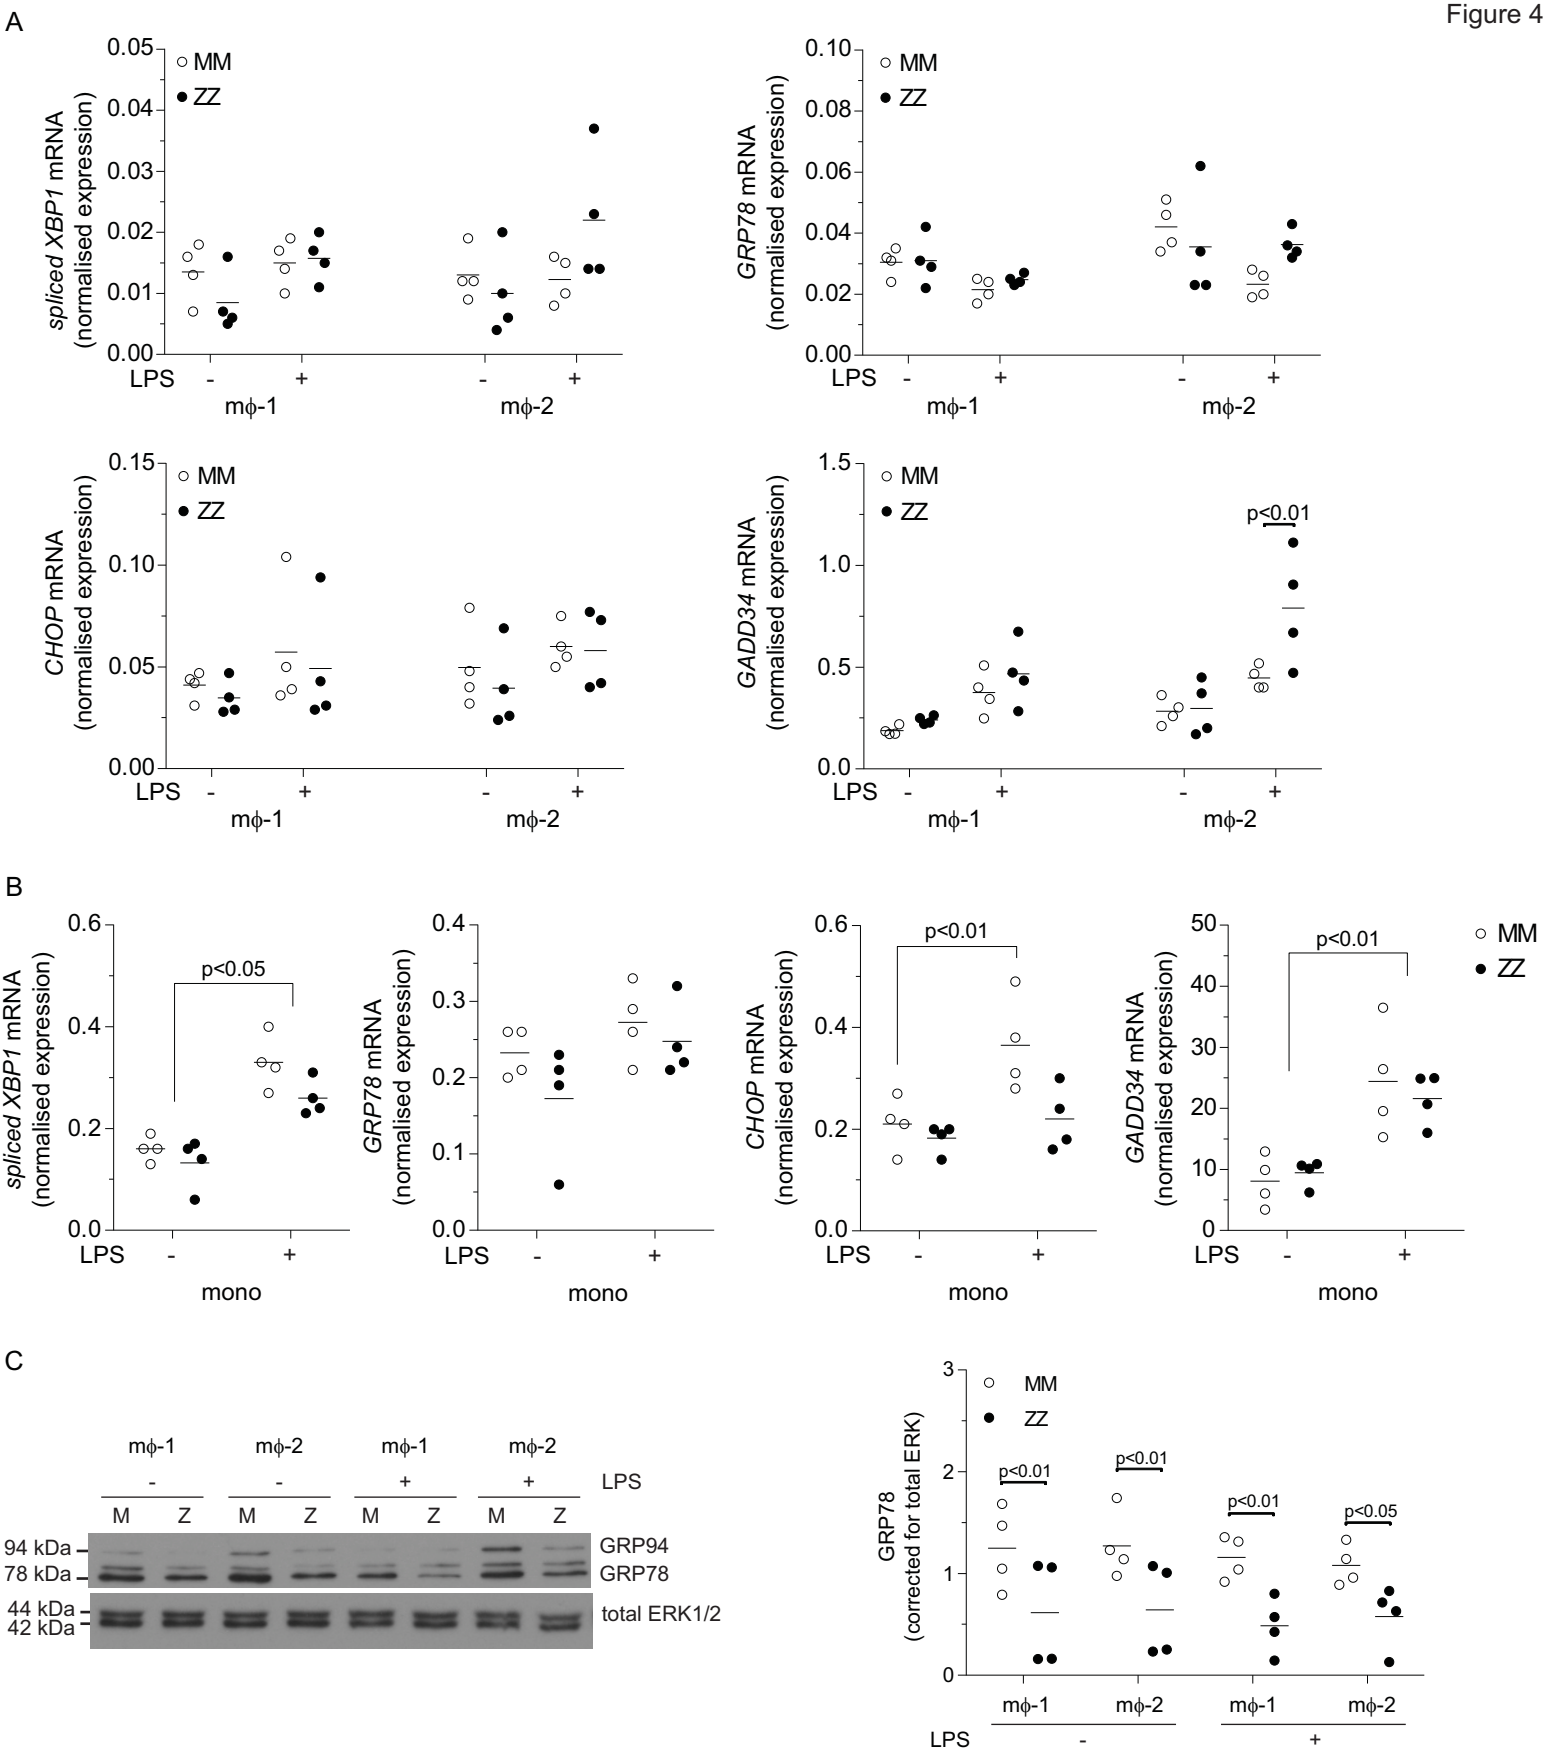 Figure 4
A
0.05
0.04
0.03
0.02
0.01
0.00
spliced XBP1 mRNA
(normalised expression)
MM
ZZ
LPS - + - +
mϕ-1 mϕ-2
0.10
0.08
0.06
0.04
0.02
0.00
GRP78 mRNA
(normalised expression)
MM
ZZ
LPS - + - +
mϕ-1 mϕ-2
0.15
0.10
0.05
0.00
CHOP mRNA
(normalised expression)
MM
ZZ
LPS - + - +
mϕ-1 mϕ-2
1.5
1.0
0.5
0.0
GADD34 mRNA
(normalised expression)
MM
ZZ
p<0.01
LPS - + - +
mϕ-1 mϕ-2
B
0.6
0.4
0.2
0.0
spliced XBP1 mRNA
(normalised expression)
p<0.05
LPS - +
mono
0.4
0.3
0.2
0.1
0.0
GRP78 mRNA
(normalised expression)
LPS - +
mono
0.6
0.4
0.2
0.0
CHOP mRNA
(normalised expression)
p<0.01
LPS - +
mono
50
40
30
20
10
0
GADD34 mRNA
(normalised expression)
p<0.01
LPS - +
mono
MM
ZZ
C
mϕ-1 mϕ-2 mϕ-1 mϕ-2
- - + + LPS
M Z M Z M Z M Z
94 kDa GRP94
78 kDa GRP78
44 kDa total ERK1/2
42 kDa
3
2
1
0
GRP78
(corrected for total ERK)
MM
ZZ
p<0.01
p<0.01
p<0.01
p<0.05
mϕ-1 mϕ-2 mϕ-1 mϕ-2
LPS - +